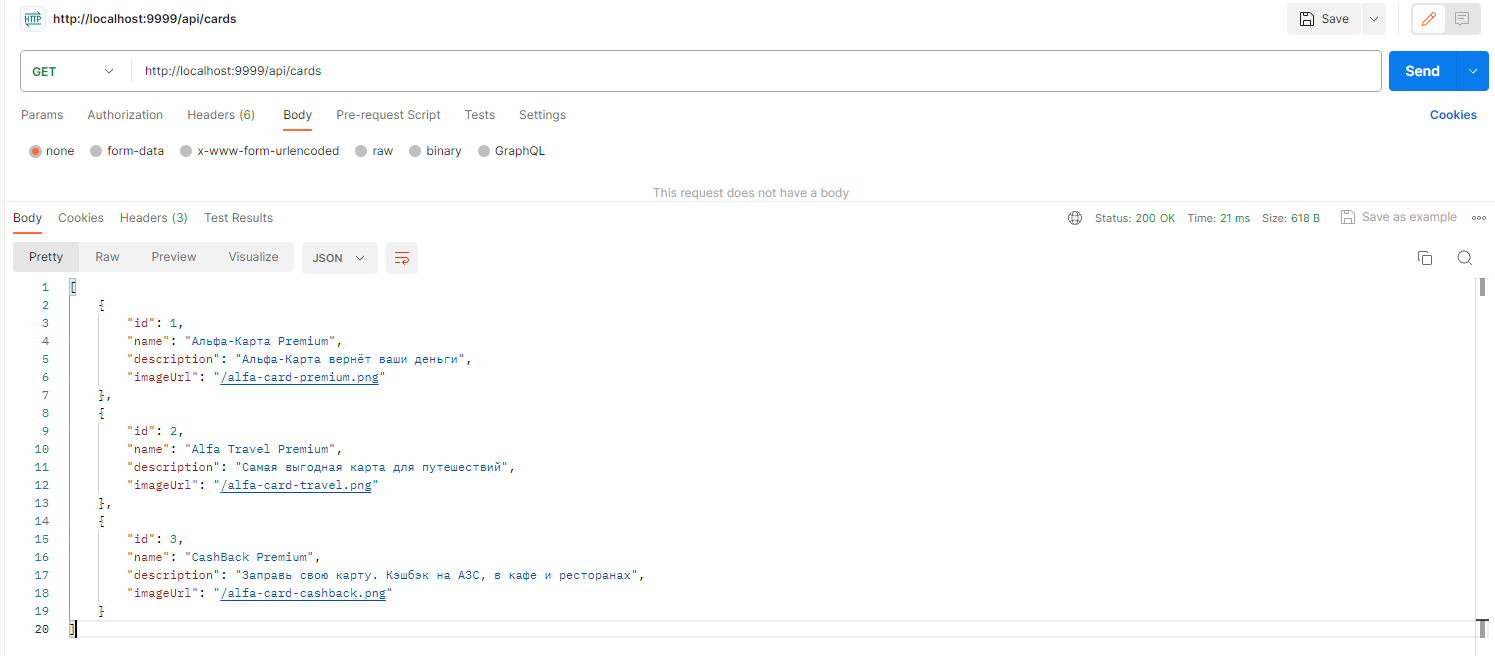 HTTP http://localhost:9999/api/cards Save
GET http://localhost:9999/api/cards Send
Params Authorization Headers (6) Body Pre-request Script Tests Settings Cookies
none form-data x-www-form-urlencoded raw binary GraphQL
This request does not have a body
Body Cookies Headers (3) Test Results Status: 200 OK Time: 21 ms Size: 618 B Save as example
Pretty Raw Preview Visualize JSON
1 [
2 {
3 "id": 1,
4 "name": "Альфа-Карта Premium",
5 "description": "Альфа-Карта вернёт ваши деньги",
6 "imageUrl": "/alfa-card-premium.png"
7 },
8 {
9 "id": 2,
10 "name": "Alfa Travel Premium",
11 "description": "Самая выгодная карта для путешествий",
12 "imageUrl": "/alfa-card-travel.png"
13 },
14 {
15 "id": 3,
16 "name": "CashBack Premium",
17 "description": "Заправь свою карту. Кэшбэк на АЗС, в кафе и ресторанах",
18 "imageUrl": "/alfa-card-cashback.png"
19 }
20 ]